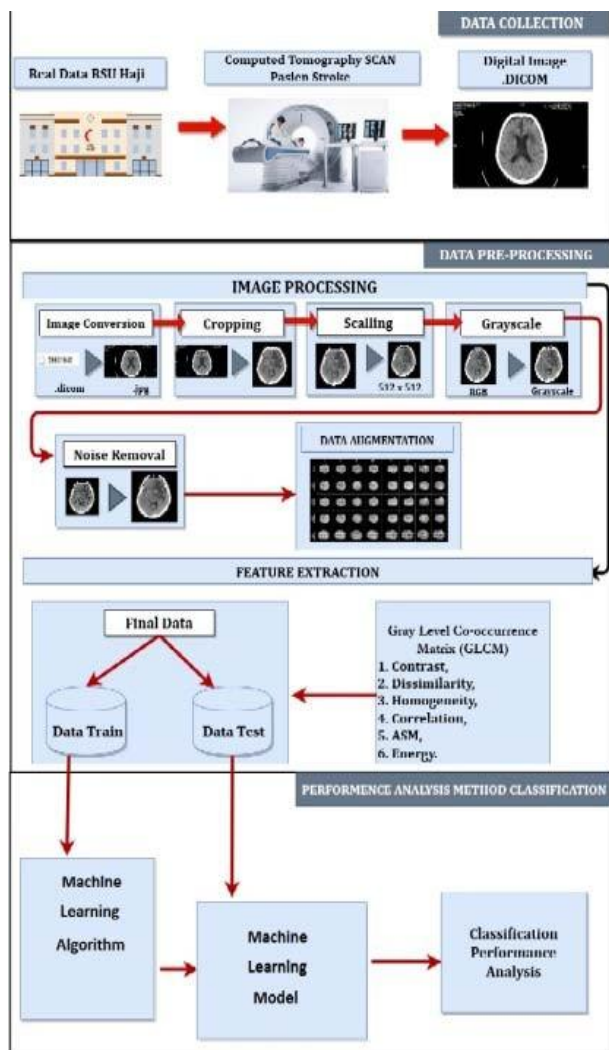 DATA COLLECTION
Real Data RSU Haji
Computed Tomography SCAN
Pasien Stroke
Digital Image
.DICOM
DATA PRE-PROCESSING
IMAGE PROCESSING
Image Conversion
Cropping
Scalling
Grayscale
.dicom
.jpg
512 x 512
RGB
Grayscale
Noise Removal
DATA AUGMENTATION
FEATURE EXTRACTION
Final Data
Data Train
Data Test
Gray Level Co-occurrence
Matrix (GLCM)
1. Contrast,
2. Dissimilarity,
3. Homogeneity,
4. Correlation,
5. ASM,
6. Energy.
PERFORMENCE ANALYSIS METHOD CLASSIFICATION
Machine
Learning
Algorithm
Machine
Learning
Model
Classification
Performance
Analysis